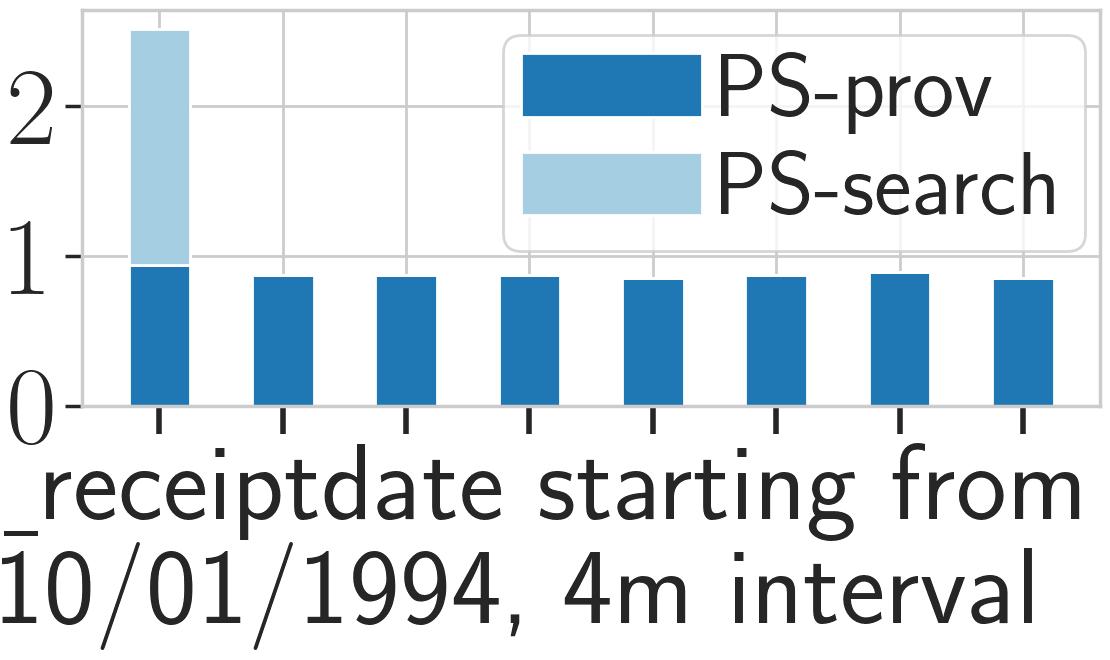 2
1
0
PS-prov
PS-search
_receiptdate starting from
10/01/1994, 4m interval